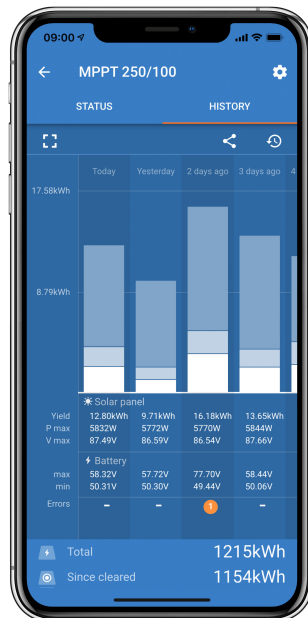 09:00
MPPT 250/100
STATUS HISTORY
Today Yesterday 2 days ago 3 days ago 4
17.58kWh
8.79kWh
Solar panel
Yield 12.80kWh 9.71kWh 16.18kWh 13.65kWh
P max 5832W 5772W 5770W 5844W
V max 87.49V 86.59V 86.54V 87.66V
Battery
max 58.32V 57.72V 77.70V 58.44V
min 50.31V 50.30V 49.44V 50.06V
Errors - - 1 -
Total 1215kWh
Since cleared 1154kWh